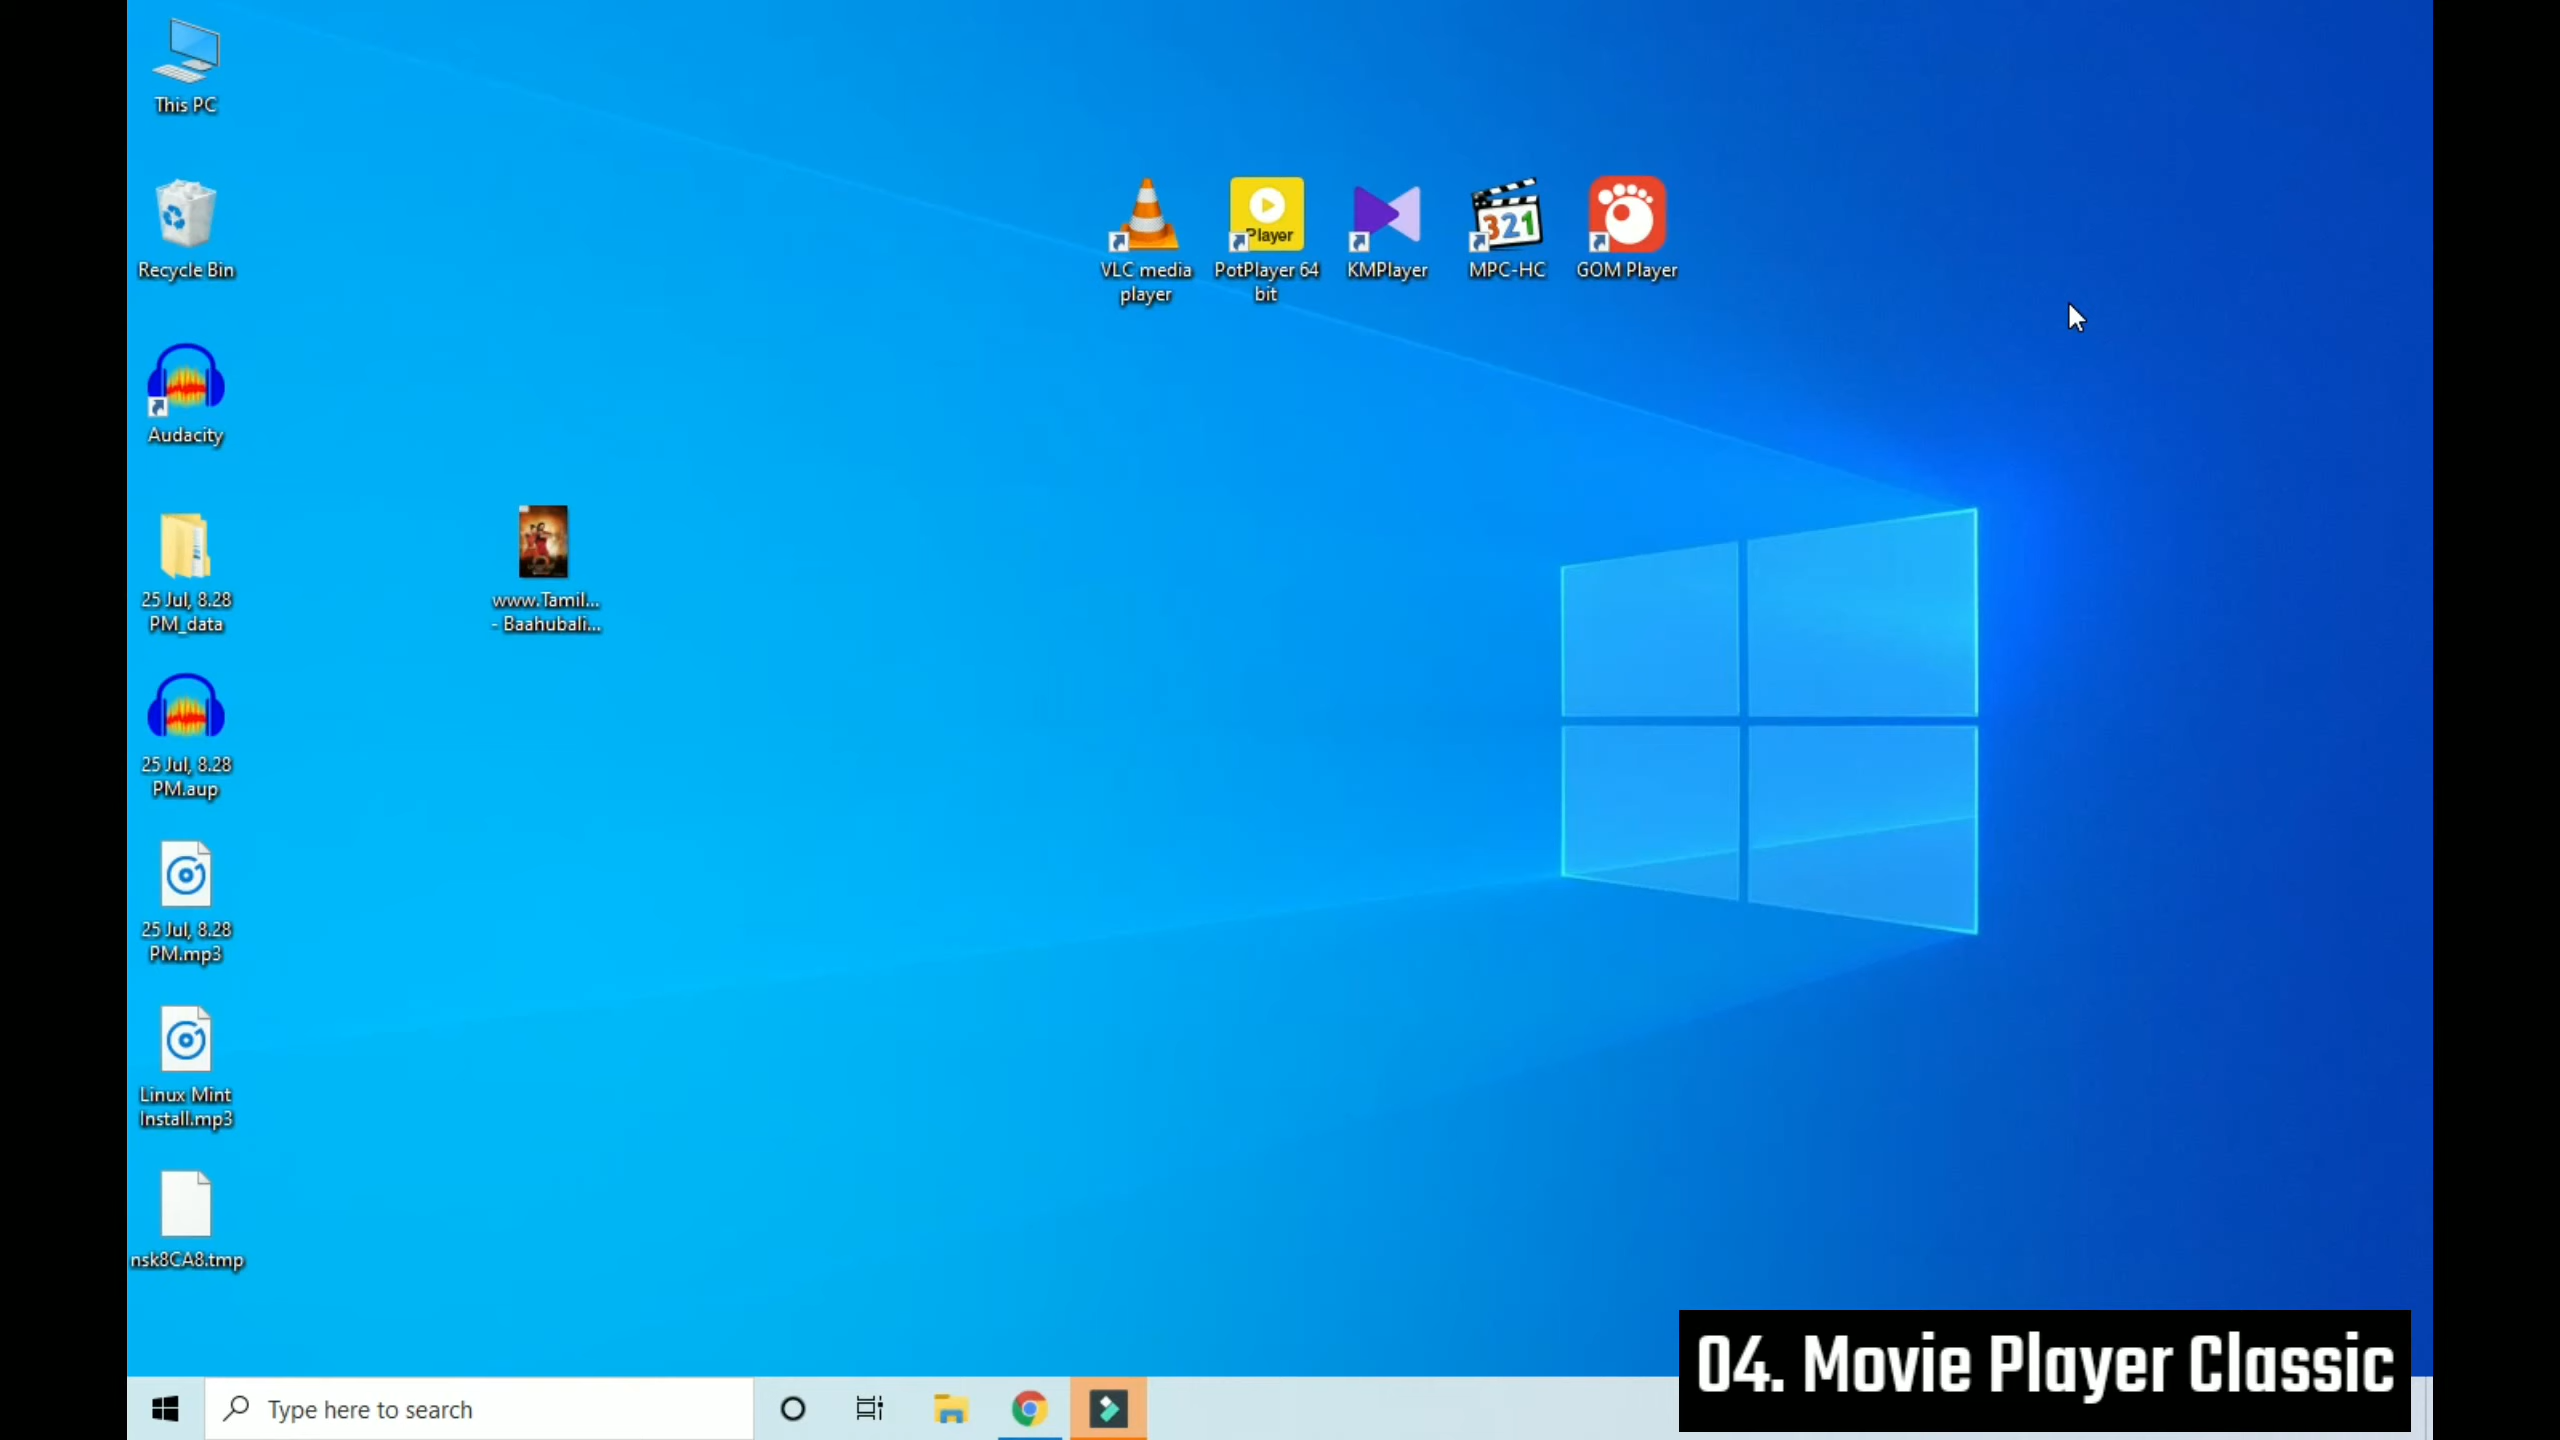 This PC
Recycle Bin
Audacity
25 Jul, 8.28
PM_data
25 Jul, 8.28
PM.aup
25 Jul, 8.28
PM.mp3
Linux Mint
Install.mp3
nsk8CA8.tmp
www.Tamil...
- Baahubali...
Player
321
VLC media
player
PotPlayer 64
bit
KMPlayer
MPC-HC
GOM Player
Type here to search
04. Movie Player Classic